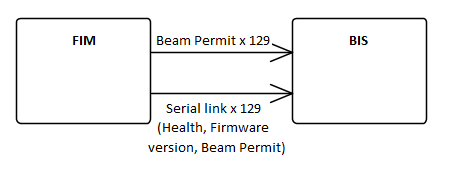 FIM
Beam Permit x 129
BIS
Serial link x 129
(Health, Firmware
version, Beam Permit)